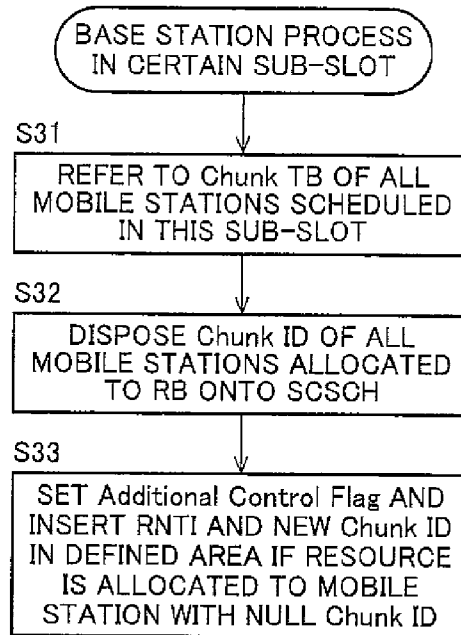 BASE STATION PROCESS
IN CERTAIN SUB-SLOT
S31
REFER TO Chunk TB OF ALL
MOBILE STATIONS SCHEDULED
IN THIS SUB-SLOT
S32
DISPOSE Chunk ID OF ALL
MOBILE STATIONS ALLOCATED
TO RB ONTO SCSCH
S33
SET Additional Control Flag AND
INSERT RNTI AND NEW Chunk ID
IN DEFINED AREA IF RESOURCE
IS ALLOCATED TO MOBILE
STATION WITH NULL Chunk ID